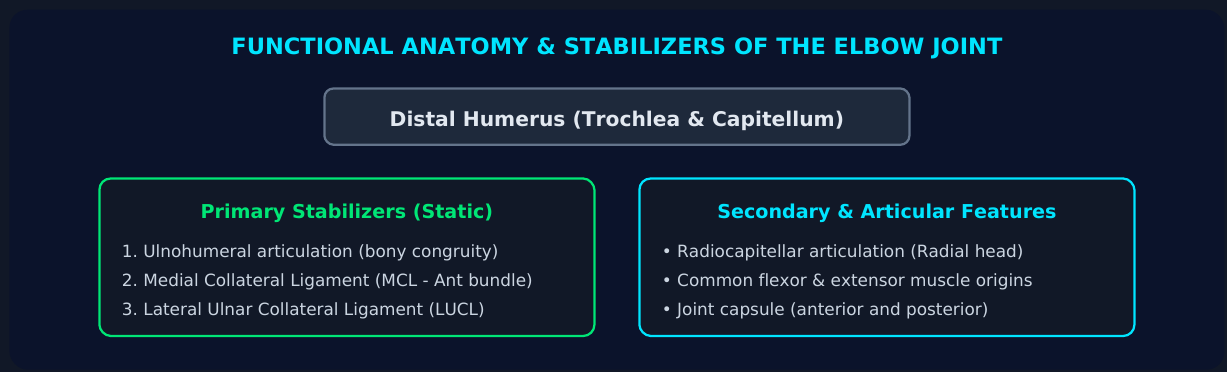 FUNCTIONAL ANATOMY & STABILIZERS OF THE ELBOW JOINT
Distal Humerus (Trochlea & Capitellum)
Primary Stabilizers (Static)
1. Ulnohumeral articulation (bony congruity)
2. Medial Collateral Ligament (MCL - Ant bundle)
3. Lateral Ulnar Collateral Ligament (LUCL)
Secondary & Articular Features
• Radiocapitellar articulation (Radial head)
• Common flexor & extensor muscle origins
• Joint capsule (anterior and posterior)